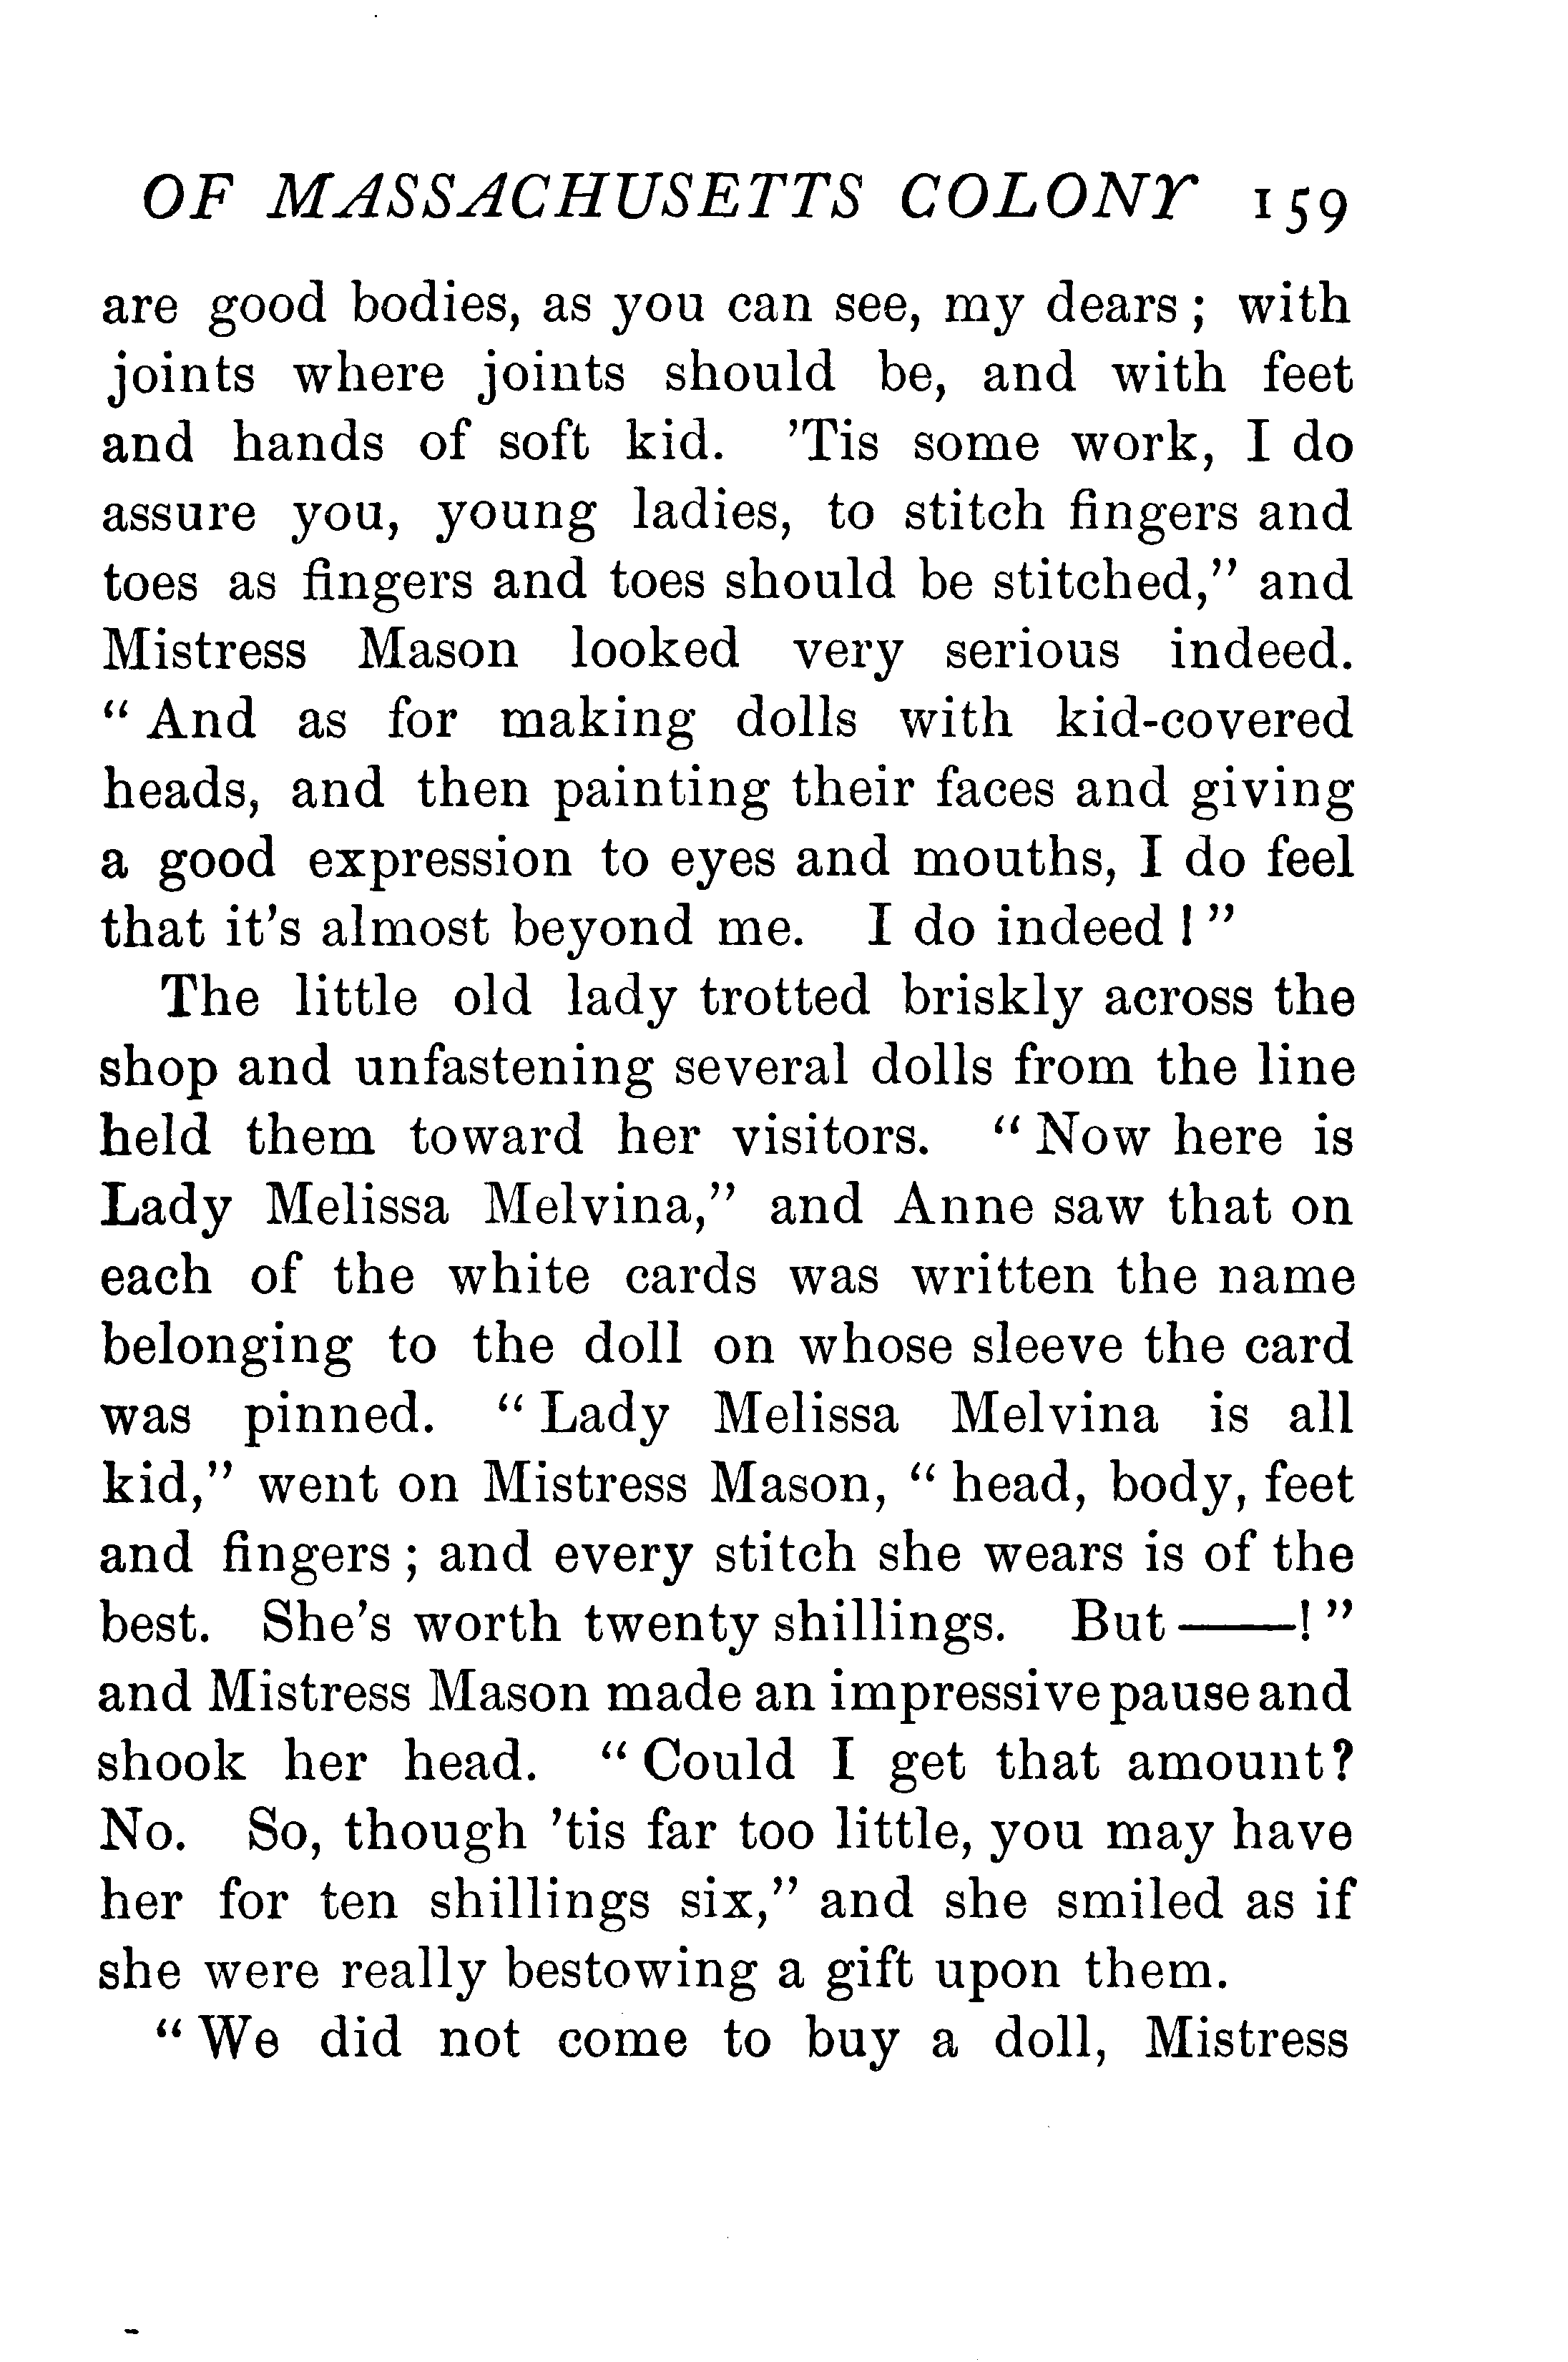 OF MASSACHUSETTS COLONY 159
are good bodies, as you can see, my dears; with
joints where joints should be, and with feet
and hands of soft kid. ’Tis some work, I do
assure you, young ladies, to stitch fingers and
toes as fingers and toes should be stitched,” and
Mistress Mason looked very serious indeed.
“And as for making dolls with kid-covered
heads, and then painting their faces and giving
a good expression to eyes and mouths, I do feel
that it’s almost beyond me. I do indeed!”
The little old lady trotted briskly across the
shop and unfastening several dolls from the line
held them toward her visitors. “Now here is
Lady Melissa Melvina,” and Anne saw that on
each of the white cards was written the name
belonging to the doll on whose sleeve the card
was pinned. “Lady Melissa Melvina is all
kid,” went on Mistress Mason, “head, body, feet
and fingers; and every stitch she wears is of the
best. She’s worth twenty shillings. But——!”
and Mistress Mason made an impressive pause and
shook her head. “Could I get that amount?
No. So, though ’tis far too little, you may have
her for ten shillings six,” and she smiled as if
she were really bestowing a gift upon them.
“We did not come to buy a doll, Mistress